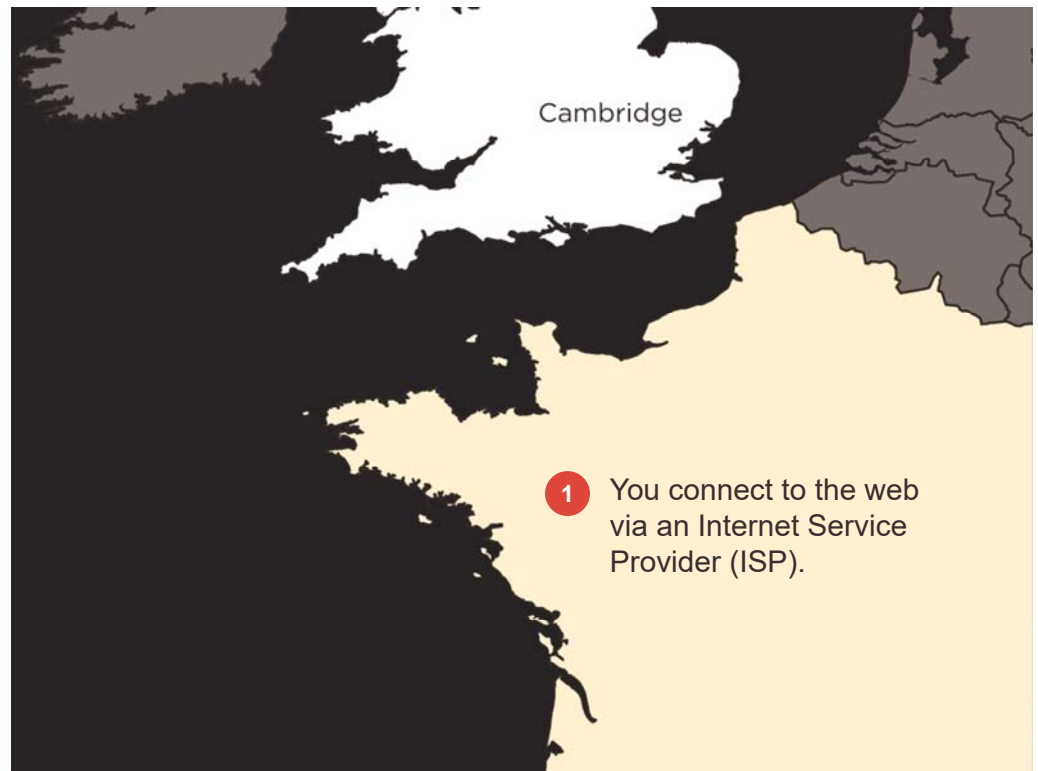 Cambridge
1
You connect to the web
via an Internet Service
Provider (ISP).